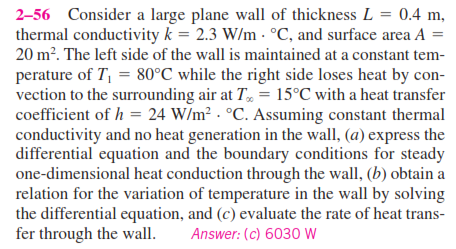 2–56 Consider a large plane wall of thickness L = 0.4 m,
thermal conductivity k = 2.3 W/m · °C, and surface area A =
20 m². The left side of the wall is maintained at a constant tem-
perature of T₁ = 80°C while the right side loses heat by con-
vection to the surrounding air at T∞ = 15°C with a heat transfer
coefficient of h = 24 W/m² · °C. Assuming constant thermal
conductivity and no heat generation in the wall, (a) express the
differential equation and the boundary conditions for steady
one-dimensional heat conduction through the wall, (b) obtain a
relation for the variation of temperature in the wall by solving
the differential equation, and (c) evaluate the rate of heat trans-
fer through the wall. Answer: (c) 6030 W